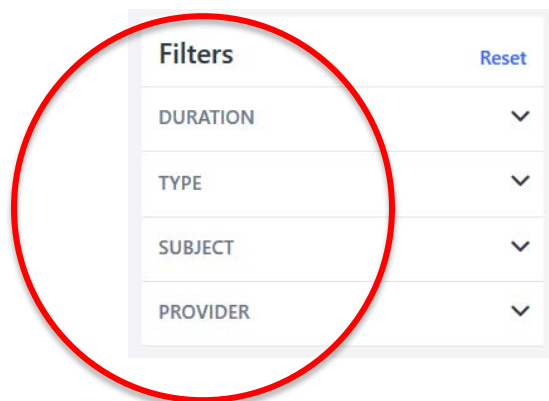 Filters
Reset
DURATION
TYPE
SUBJECT
PROVIDER